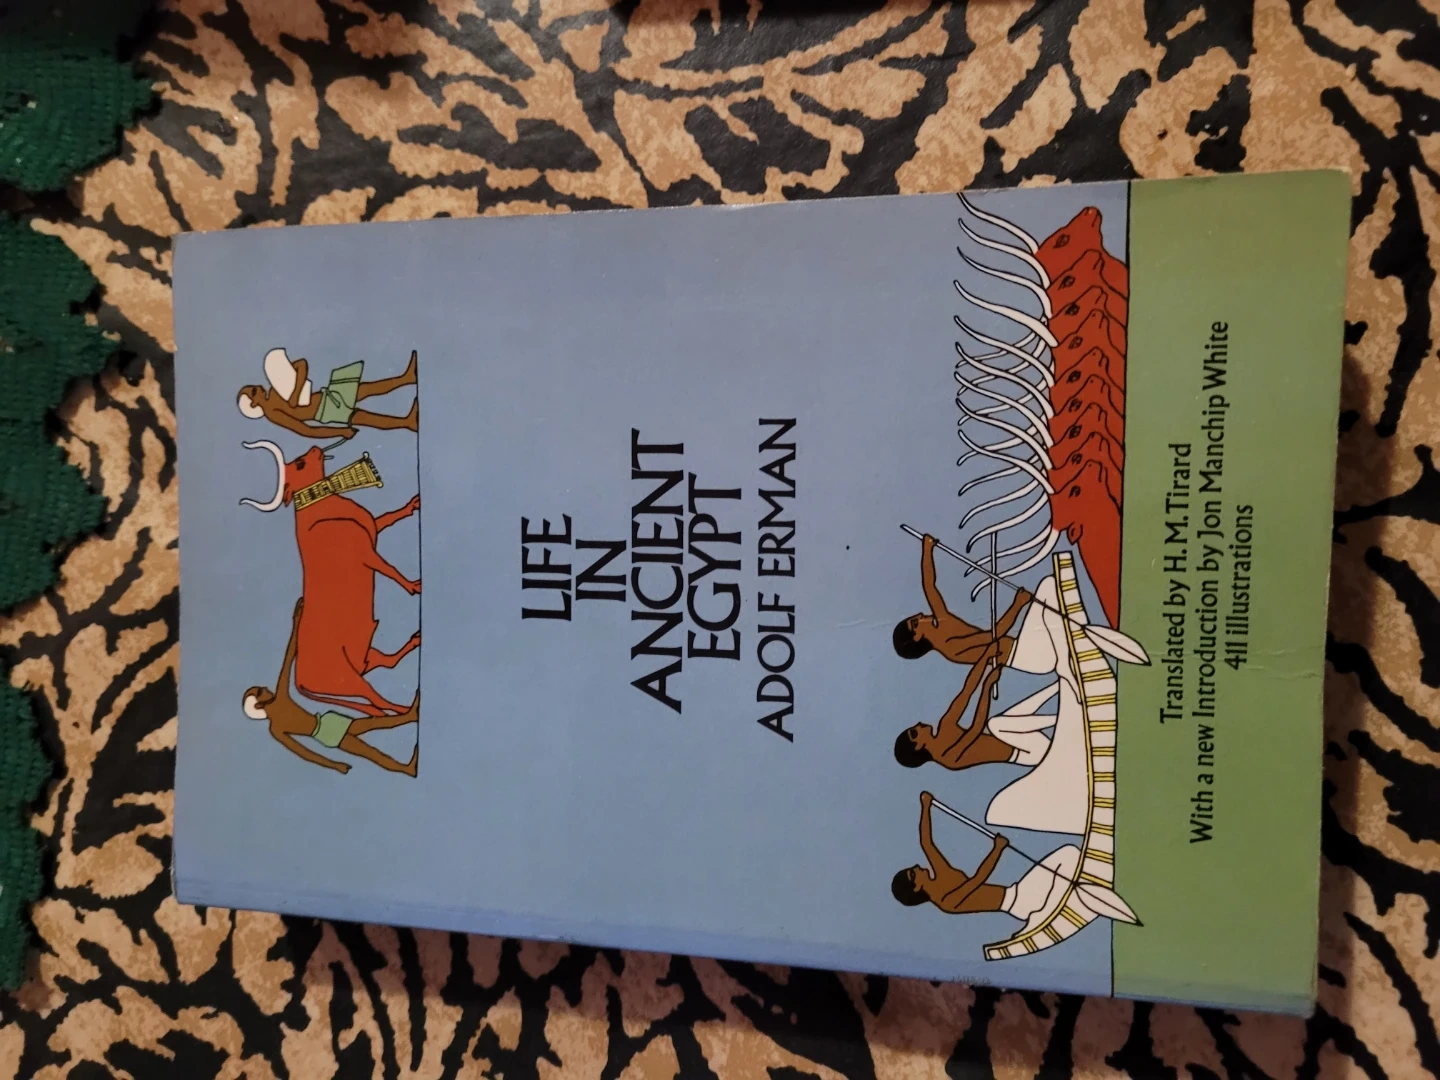 LIFE
IN
ANCIENT
EGYPT
ADOLF ERMAN
Translated by H.M.Tirard
With a new Introduction by Jon Manchip White
411 illustrations